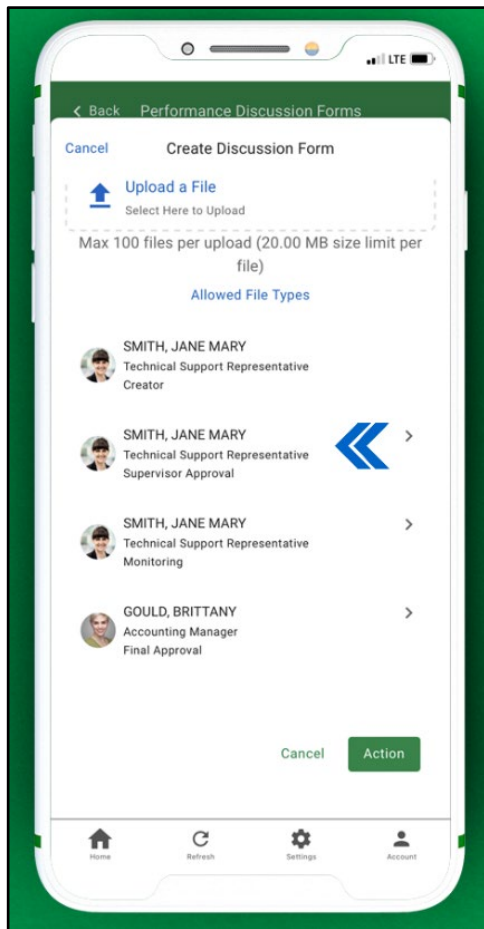 LTE
Back Performance Discussion Forms
Cancel Create Discussion Form
Upload a File
Select Here to Upload
Max 100 files per upload (20.00 MB size limit per
file)
Allowed File Types
SMITH, JANE MARY
Technical Support Representative
Creator
SMITH, JANE MARY
Technical Support Representative
Supervisor Approval
SMITH, JANE MARY
Technical Support Representative
Monitoring
GOULD, BRITTANY
Accounting Manager
Final Approval
Cancel Action
Home Refresh Settings Account